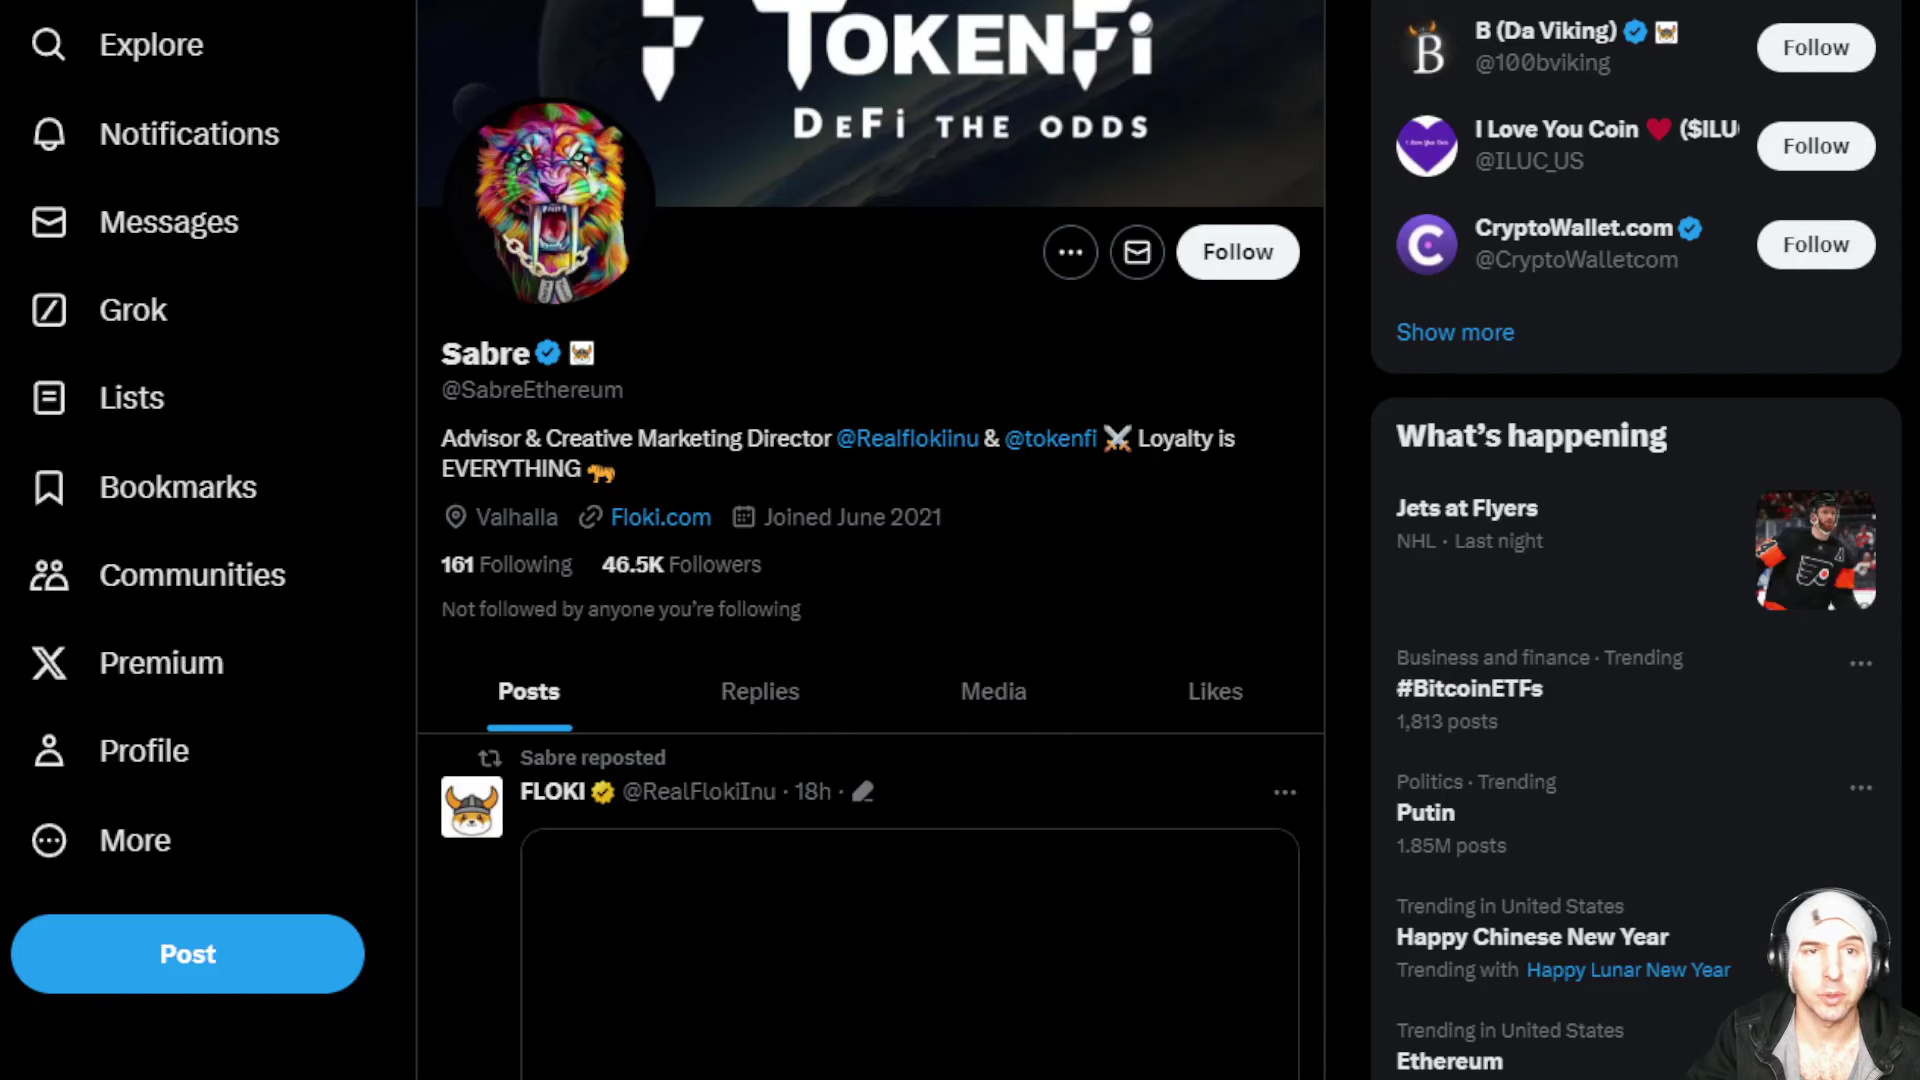 Explore
Notifications
Messages
Grok
Lists
Bookmarks
Communities
Premium
Profile
More
Post
TOKENFi
DEFi THE ODDS
Follow
Sabre
@SabreEthereum
Advisor & Creative Marketing Director @Realflokiinu & @tokenfi ⚔️ Loyalty is
EVERYTHING 🐅
Valhalla Floki.com Joined June 2021
161 Following 46.5K Followers
Not followed by anyone you’re following
Posts Replies Media Likes
Sabre reposted
FLOKI @RealFlokiInu · 18h ·
B (Da Viking)
@100bviking
Follow
I Love You Coin ❤️ ($ILU
@ILUC_US
Follow
CryptoWallet.com
@CryptoWalletcom
Follow
Show more
What’s happening
Jets at Flyers
NHL · Last night
Business and finance · Trending
#BitcoinETFs
1,813 posts
Politics · Trending
Putin
1.85M posts
Trending in United States
Happy Chinese New Year
Trending with Happy Lunar New Year
Trending in United States
Ethereum